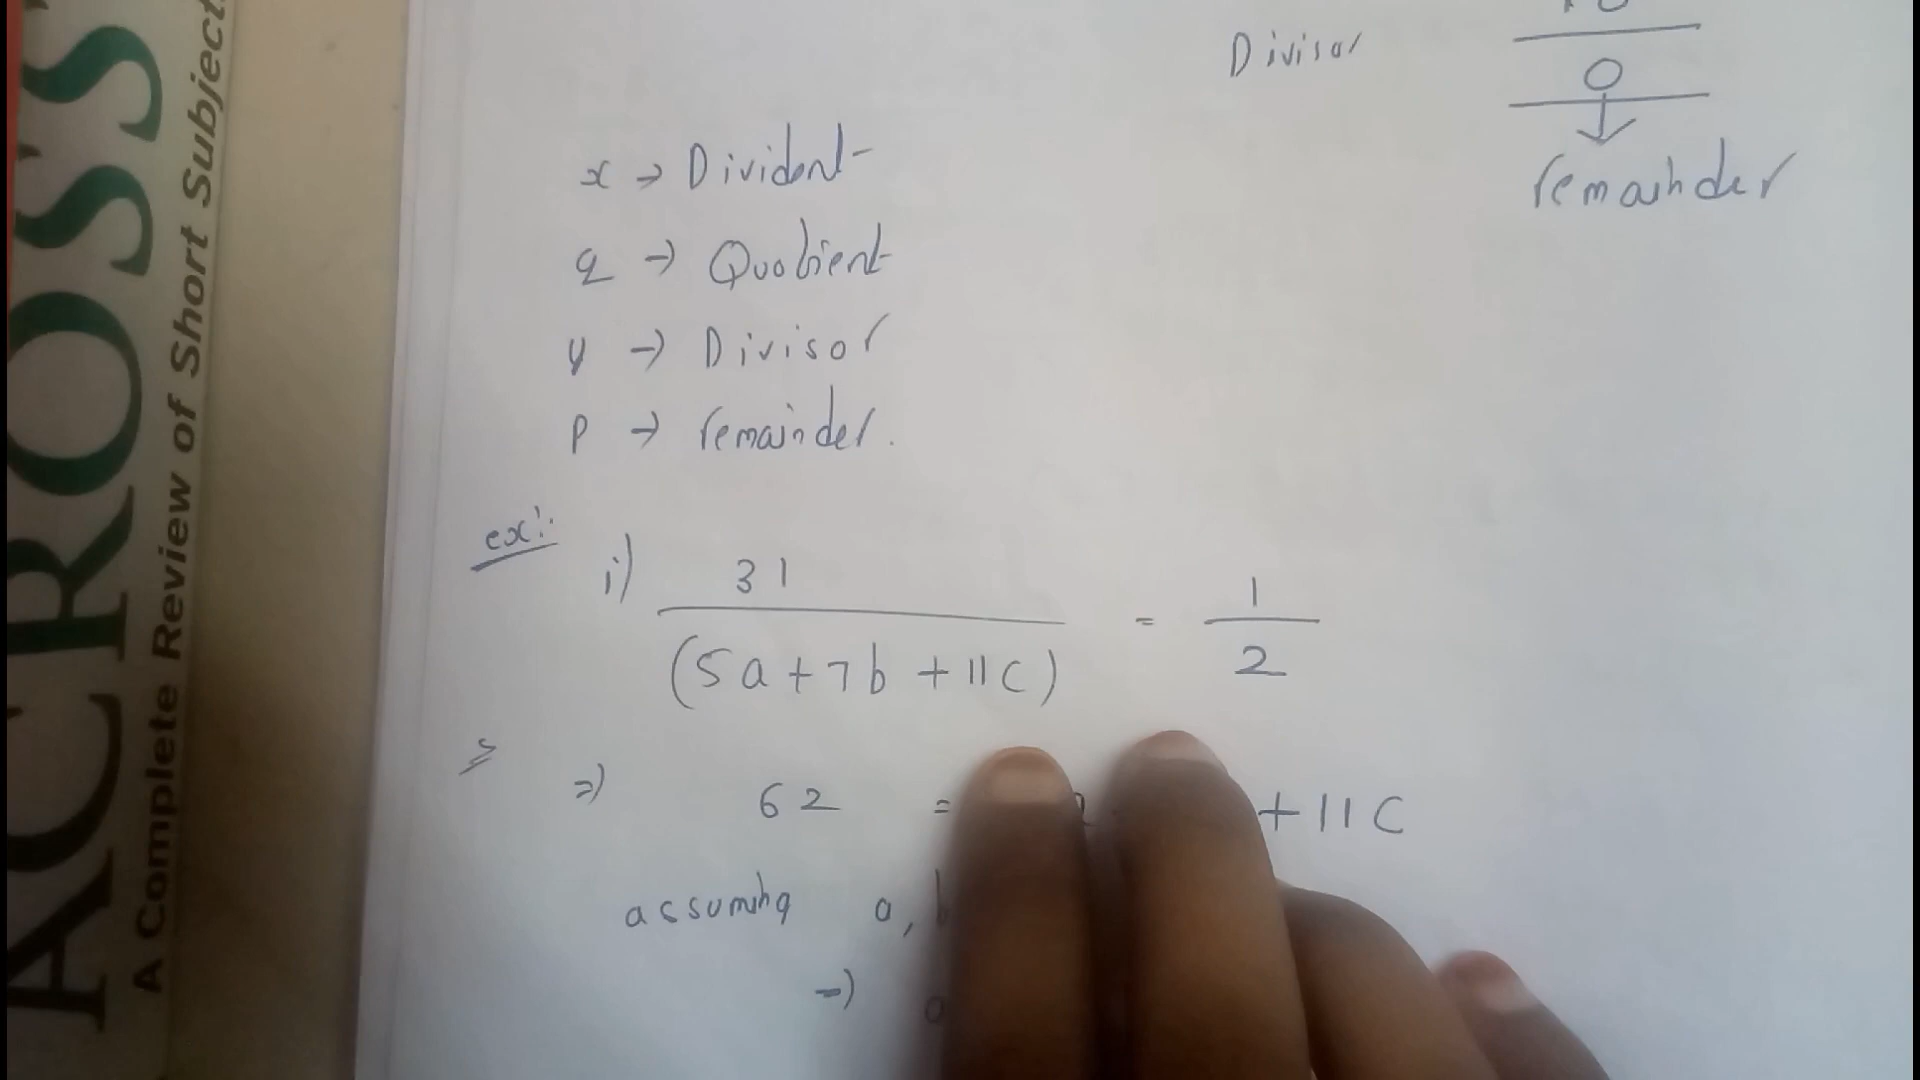 ACROSS
A Complete Review of Short Subject
Divisor
0
remainder
x → Divident
q → Quotient
y → Divisor
p → remainder.
ex:
i) 31 / (5a+7b+11c) = 1/2
⇒ 62 = +11c
assuming a, b
⇒ a